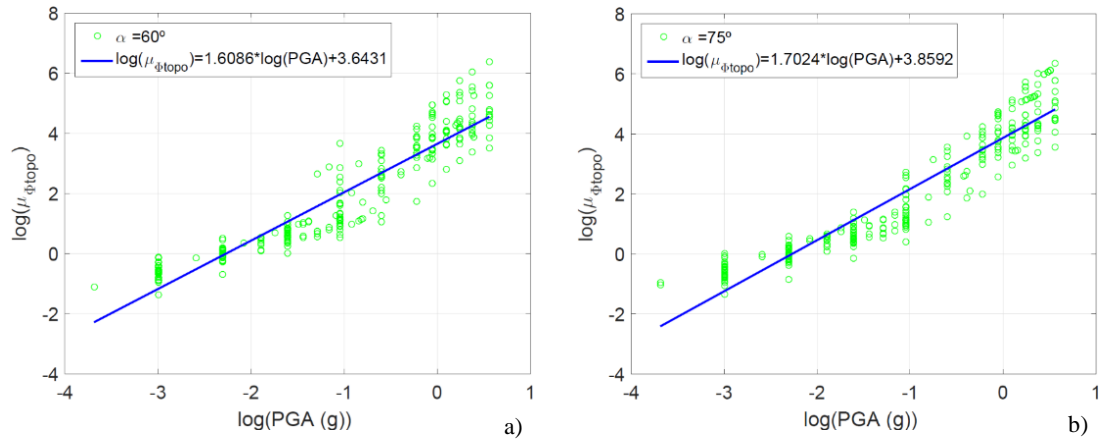 8
6
4
2
0
-2
-4
log(μΦtopo)
α =60º
log(μΦtopo)=1.6086*log(PGA)+3.6431
-4 -3 -2 -1 0 1
log(PGA (g))
a)
8
6
4
2
0
-2
-4
log(μΦtopo)
α =75º
log(μΦtopo)=1.7024*log(PGA)+3.8592
-4 -3 -2 -1 0 1
log(PGA (g))
b)